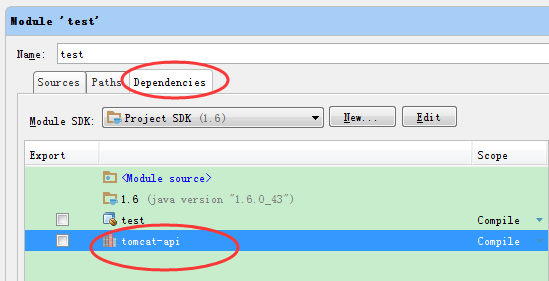 Module 'test'
Name: test
Sources Paths Dependencies
Module SDK: Project SDK (1.6) New... Edit
Export Scope
<Module source>
1.6 (java version "1.6.0_43")
test Compile
tomcat-api Compile